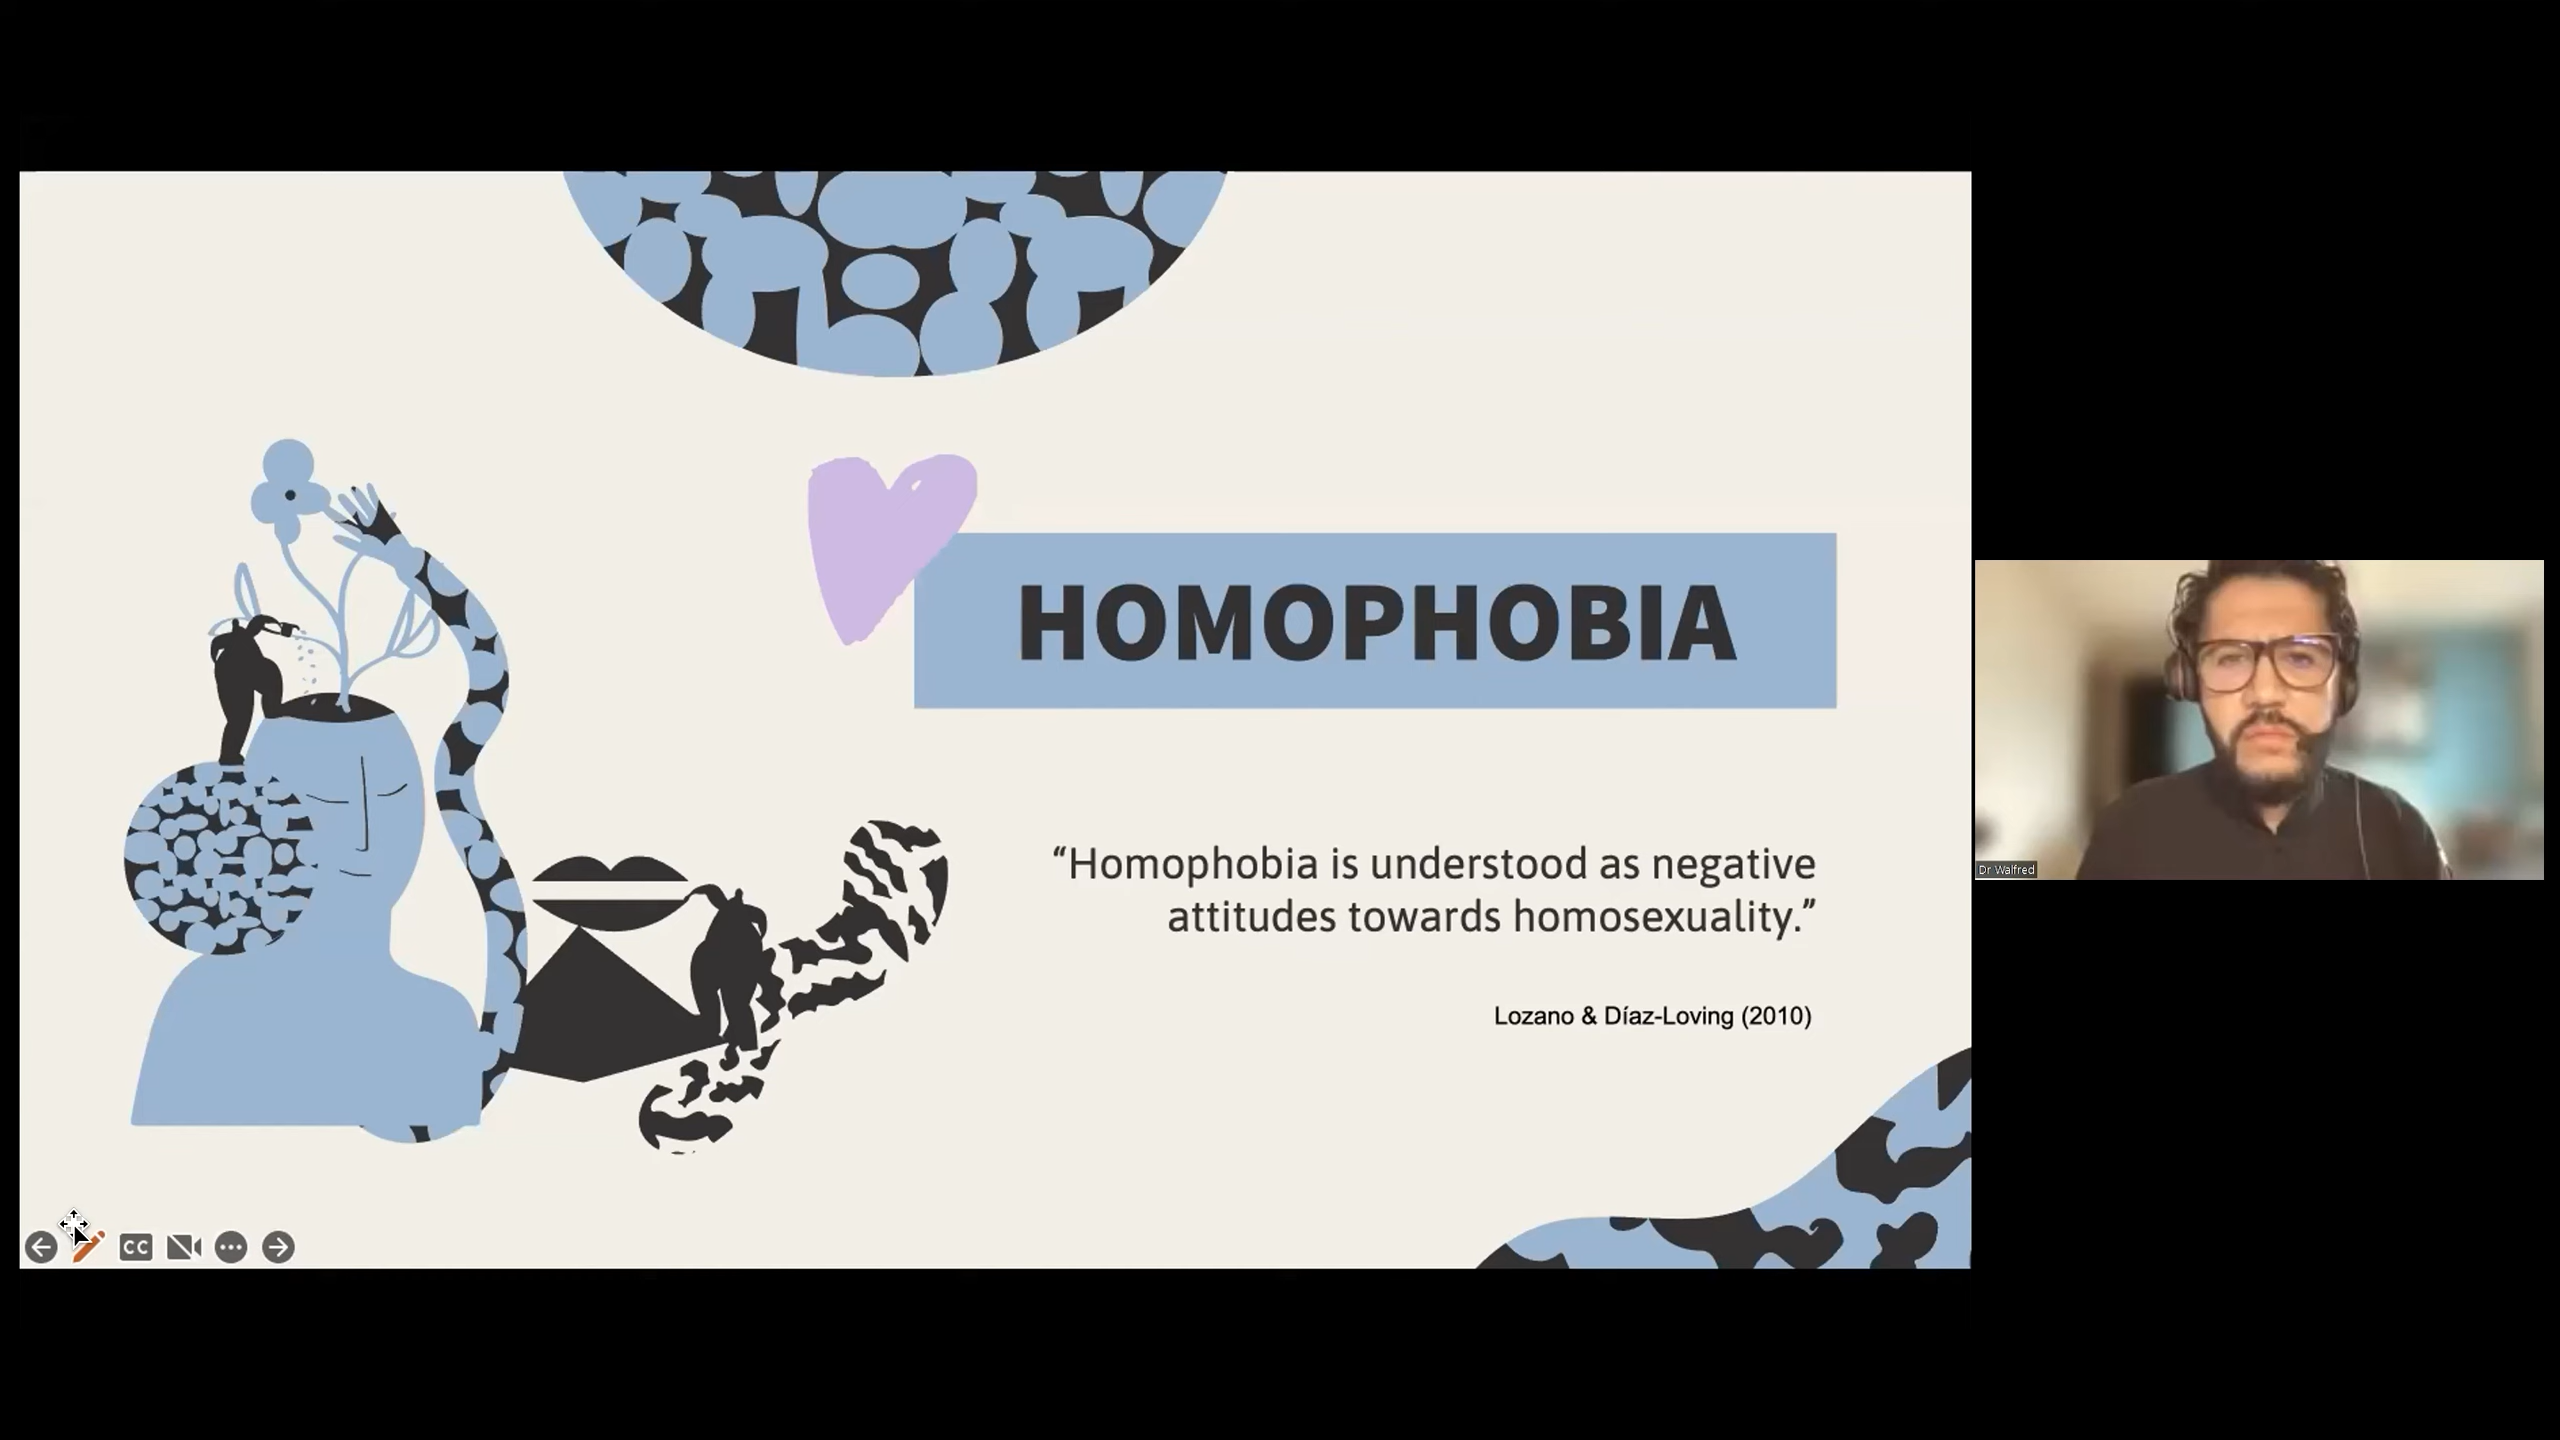 HOMOPHOBIA
“Homophobia is understood as negative
attitudes towards homosexuality.”
Lozano & Díaz-Loving (2010)
Dr Walfred
CC